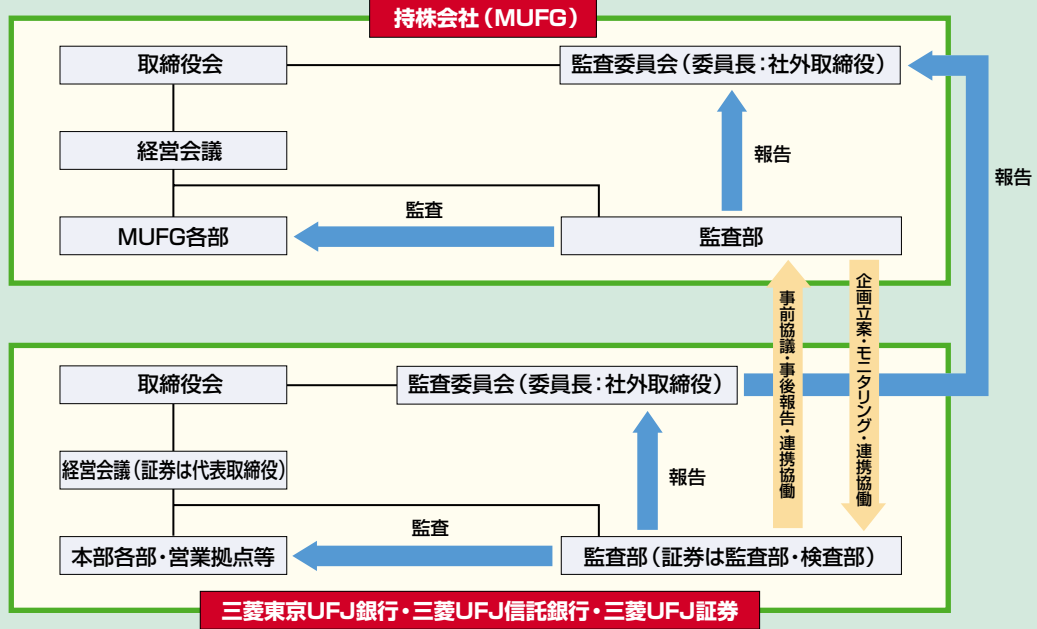 持株会社（MUFG）
取締役会
監査委員会（委員長：社外取締役）
経営会議
報告
報告
監査
MUFG各部
監査部
事前協議・事後報告・連携協働
企画立案・モニタリング・連携協働
取締役会
監査委員会（委員長：社外取締役）
経営会議（証券は代表取締役）
報告
監査
本部各部・営業拠点等
監査部（証券は監査部・検査部）
三菱東京UFJ銀行・三菱UFJ信託銀行・三菱UFJ証券